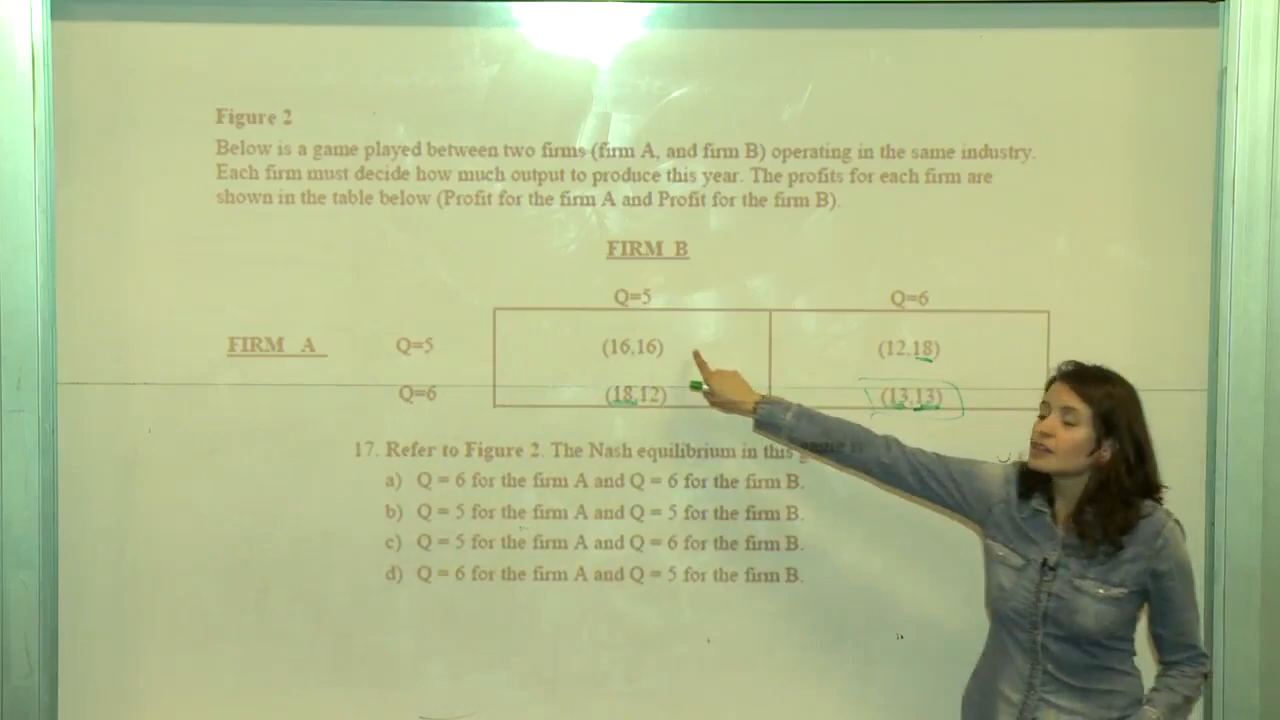 Figure 2
Below is a game played between two firms (firm A, and firm B) operating in the same industry.
Each firm must decide how much output to produce this year. The profits for each firm are
shown in the table below (Profit for the firm A and Profit for the firm B).
FIRM B
Q=5 Q=6
FIRM A Q=5 (16,16) (12,18)
Q=6 (18,12) (13,13)
17. Refer to Figure 2. The Nash equilibrium in this game is
a) Q = 6 for the firm A and Q = 6 for the firm B.
b) Q = 5 for the firm A and Q = 5 for the firm B.
c) Q = 5 for the firm A and Q = 6 for the firm B.
d) Q = 6 for the firm A and Q = 5 for the firm B.